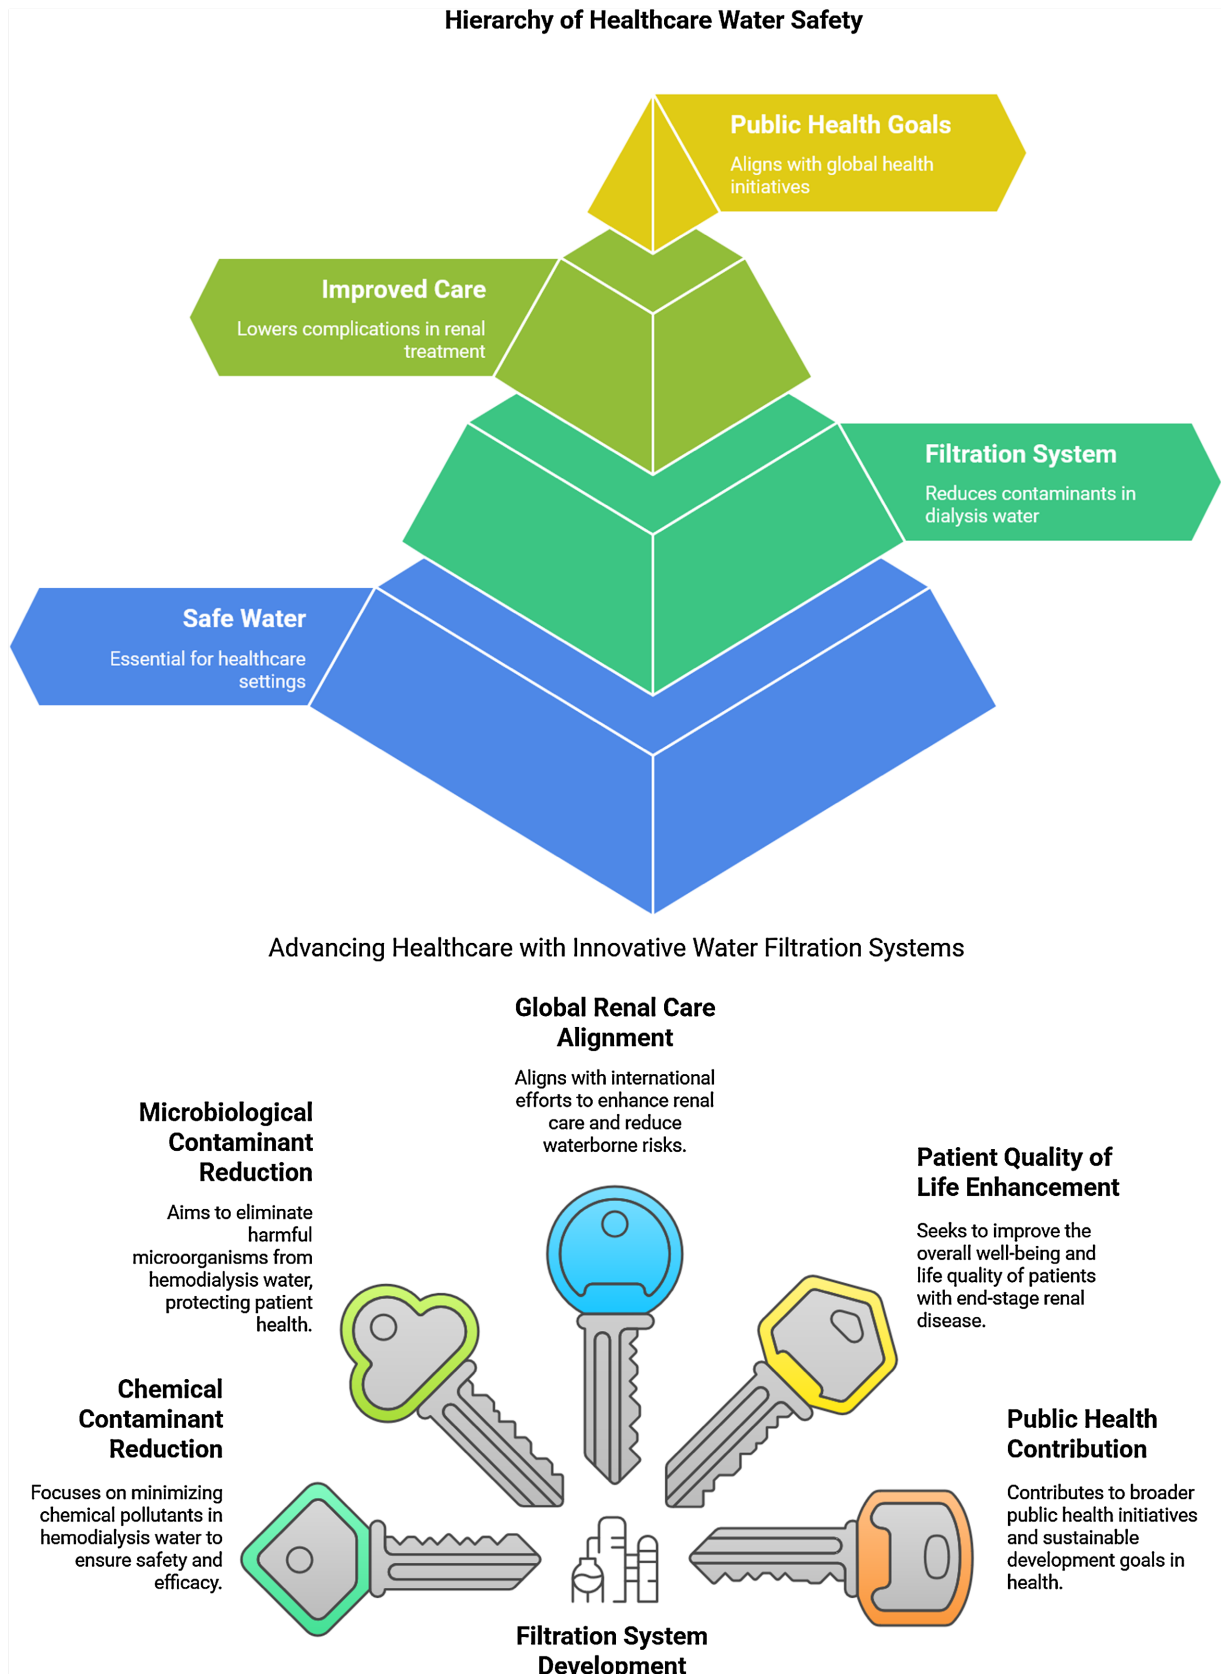 Hierarchy of Healthcare Water Safety
Public Health Goals
Aligns with global health
initiatives
Improved Care
Lowers complications in renal
treatment
Filtration System
Reduces contaminants in
dialysis water
Safe Water
Essential for healthcare
settings
Advancing Healthcare with Innovative Water Filtration Systems
Global Renal Care
Alignment
Aligns with international
efforts to enhance renal
care and reduce
waterborne risks.
Microbiological
Contaminant
Reduction
Aims to eliminate
harmful
microorganisms from
hemodialysis water,
protecting patient
health.
Patient Quality of
Life Enhancement
Seeks to improve the
overall well-being and
life quality of patients
with end-stage renal
disease.
Chemical
Contaminant
Reduction
Focuses on minimizing
chemical pollutants in
hemodialysis water to
ensure safety and
efficacy.
Public Health
Contribution
Contributes to broader
public health initiatives
and sustainable
development goals in
health.
Filtration System
Development